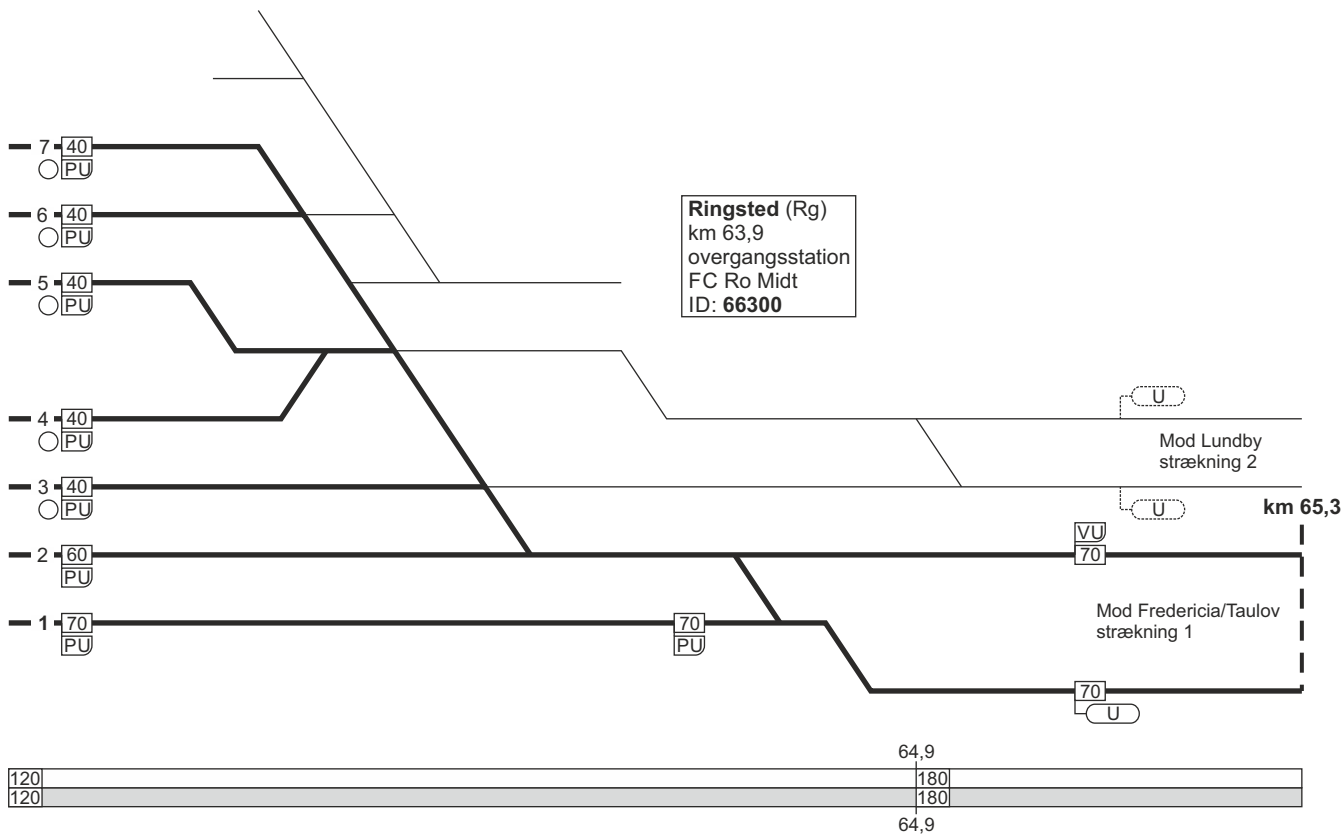 7 40
PU
6 40
PU
Ringsted (Rg)
km 63,9
overgangsstation
FC Ro Midt
ID: 66300
5 40
PU
4 40
PU
U
Mod Lundby
strækning 2
3 40
PU
U
km 65,3
VU
2 60
70
PU
Mod Fredericia/Taulov
strækning 1
1 70
70
PU
PU
70
U
64,9
120
180
120
180
64,9